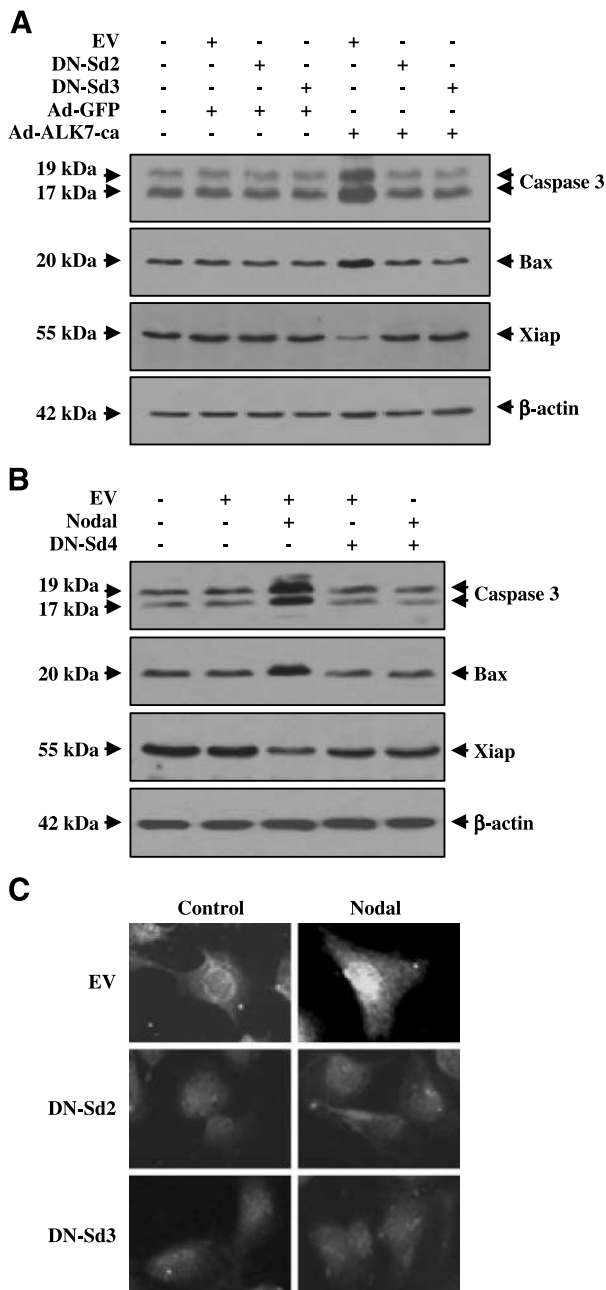 A
EV - + - - + - -
DN-Sd2 - - + - - + -
DN-Sd3 - - - + - - +
Ad-GFP - + + + - - -
Ad-ALK7-ca - - - - + + +
19 kDa
17 kDa
Caspase 3
20 kDa
Bax
55 kDa
Xiap
42 kDa
β-actin
B
EV - + + + -
Nodal - - + - +
DN-Sd4 - - - + +
19 kDa
17 kDa
Caspase 3
20 kDa
Bax
55 kDa
Xiap
42 kDa
β-actin
C
Control Nodal
EV
DN-Sd2
DN-Sd3